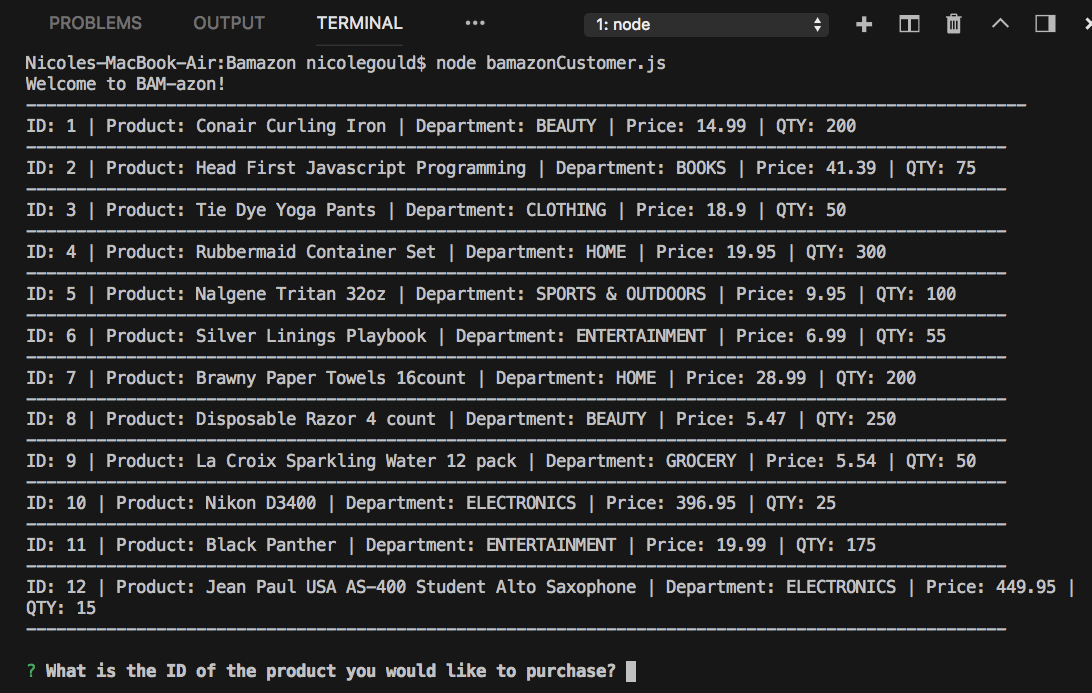 PROBLEMS OUTPUT TERMINAL ••• 1: node
Nicoles-MacBook-Air:Bamazon nicolegould$ node bamazonCustomer.js
Welcome to BAM-azon!
----------------------------------------------------------------------------------------------------
ID: 1 | Product: Conair Curling Iron | Department: BEAUTY | Price: 14.99 | QTY: 200
--------------------------------------------------------------------------------------------------
ID: 2 | Product: Head First Javascript Programming | Department: BOOKS | Price: 41.39 | QTY: 75
--------------------------------------------------------------------------------------------------
ID: 3 | Product: Tie Dye Yoga Pants | Department: CLOTHING | Price: 18.9 | QTY: 50
--------------------------------------------------------------------------------------------------
ID: 4 | Product: Rubbermaid Container Set | Department: HOME | Price: 19.95 | QTY: 300
--------------------------------------------------------------------------------------------------
ID: 5 | Product: Nalgene Tritan 32oz | Department: SPORTS & OUTDOORS | Price: 9.95 | QTY: 100
--------------------------------------------------------------------------------------------------
ID: 6 | Product: Silver Linings Playbook | Department: ENTERTAINMENT | Price: 6.99 | QTY: 55
--------------------------------------------------------------------------------------------------
ID: 7 | Product: Brawny Paper Towels 16count | Department: HOME | Price: 28.99 | QTY: 200
--------------------------------------------------------------------------------------------------
ID: 8 | Product: Disposable Razor 4 count | Department: BEAUTY | Price: 5.47 | QTY: 250
--------------------------------------------------------------------------------------------------
ID: 9 | Product: La Croix Sparkling Water 12 pack | Department: GROCERY | Price: 5.54 | QTY: 50
--------------------------------------------------------------------------------------------------
ID: 10 | Product: Nikon D3400 | Department: ELECTRONICS | Price: 396.95 | QTY: 25
--------------------------------------------------------------------------------------------------
ID: 11 | Product: Black Panther | Department: ENTERTAINMENT | Price: 19.99 | QTY: 175
--------------------------------------------------------------------------------------------------
ID: 12 | Product: Jean Paul USA AS-400 Student Alto Saxophone | Department: ELECTRONICS | Price: 449.95 |
QTY: 15
--------------------------------------------------------------------------------------------------
? What is the ID of the product you would like to purchase?